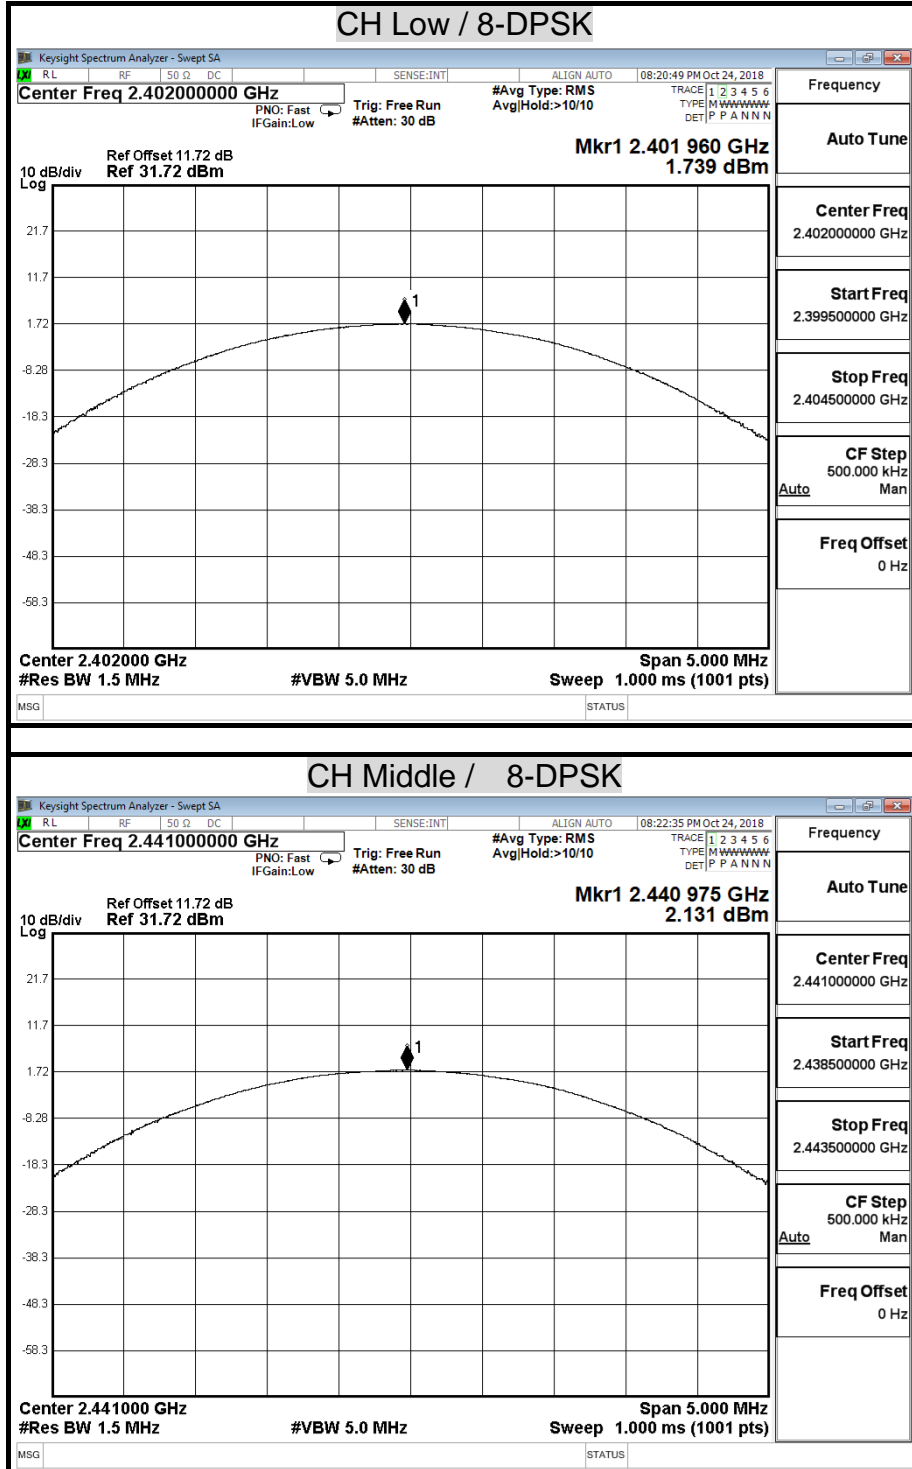 CH Low / 8-DPSK
Keysight Spectrum Analyzer - Swept SA
LXI RL RF 50 Ω DC SENSE:INT ALIGN AUTO 08:20:49 PM Oct 24, 2018
Center Freq 2.402000000 GHz
PNO: Fast
IFGain:Low
Trig: Free Run
#Atten: 30 dB
#Avg Type: RMS
Avg|Hold:>10/10
TRACE 1 2 3 4 5 6
TYPE M W W W W W
DET P P A N N N
Mkr1 2.401 960 GHz
1.739 dBm
Ref Offset 11.72 dB
10 dB/div Ref 31.72 dBm
Log
21.7
11.7
1.72
-8.28
-18.3
-28.3
-38.3
-48.3
-58.3
1
Center 2.402000 GHz Span 5.000 MHz
#Res BW 1.5 MHz #VBW 5.0 MHz Sweep 1.000 ms (1001 pts)
MSG STATUS
Frequency
Auto Tune
Center Freq
2.402000000 GHz
Start Freq
2.399500000 GHz
Stop Freq
2.404500000 GHz
CF Step
500.000 kHz
Auto Man
Freq Offset
0 Hz
CH Middle / 8-DPSK
Keysight Spectrum Analyzer - Swept SA
LXI RL RF 50 Ω DC SENSE:INT ALIGN AUTO 08:22:35 PM Oct 24, 2018
Center Freq 2.441000000 GHz
PNO: Fast
IFGain:Low
Trig: Free Run
#Atten: 30 dB
#Avg Type: RMS
Avg|Hold:>10/10
TRACE 1 2 3 4 5 6
TYPE M W W W W W
DET P P A N N N
Mkr1 2.440 975 GHz
2.131 dBm
Ref Offset 11.72 dB
10 dB/div Ref 31.72 dBm
Log
21.7
11.7
1.72
-8.28
-18.3
-28.3
-38.3
-48.3
-58.3
1
Center 2.441000 GHz Span 5.000 MHz
#Res BW 1.5 MHz #VBW 5.0 MHz Sweep 1.000 ms (1001 pts)
MSG STATUS
Frequency
Auto Tune
Center Freq
2.441000000 GHz
Start Freq
2.438500000 GHz
Stop Freq
2.443500000 GHz
CF Step
500.000 kHz
Auto Man
Freq Offset
0 Hz